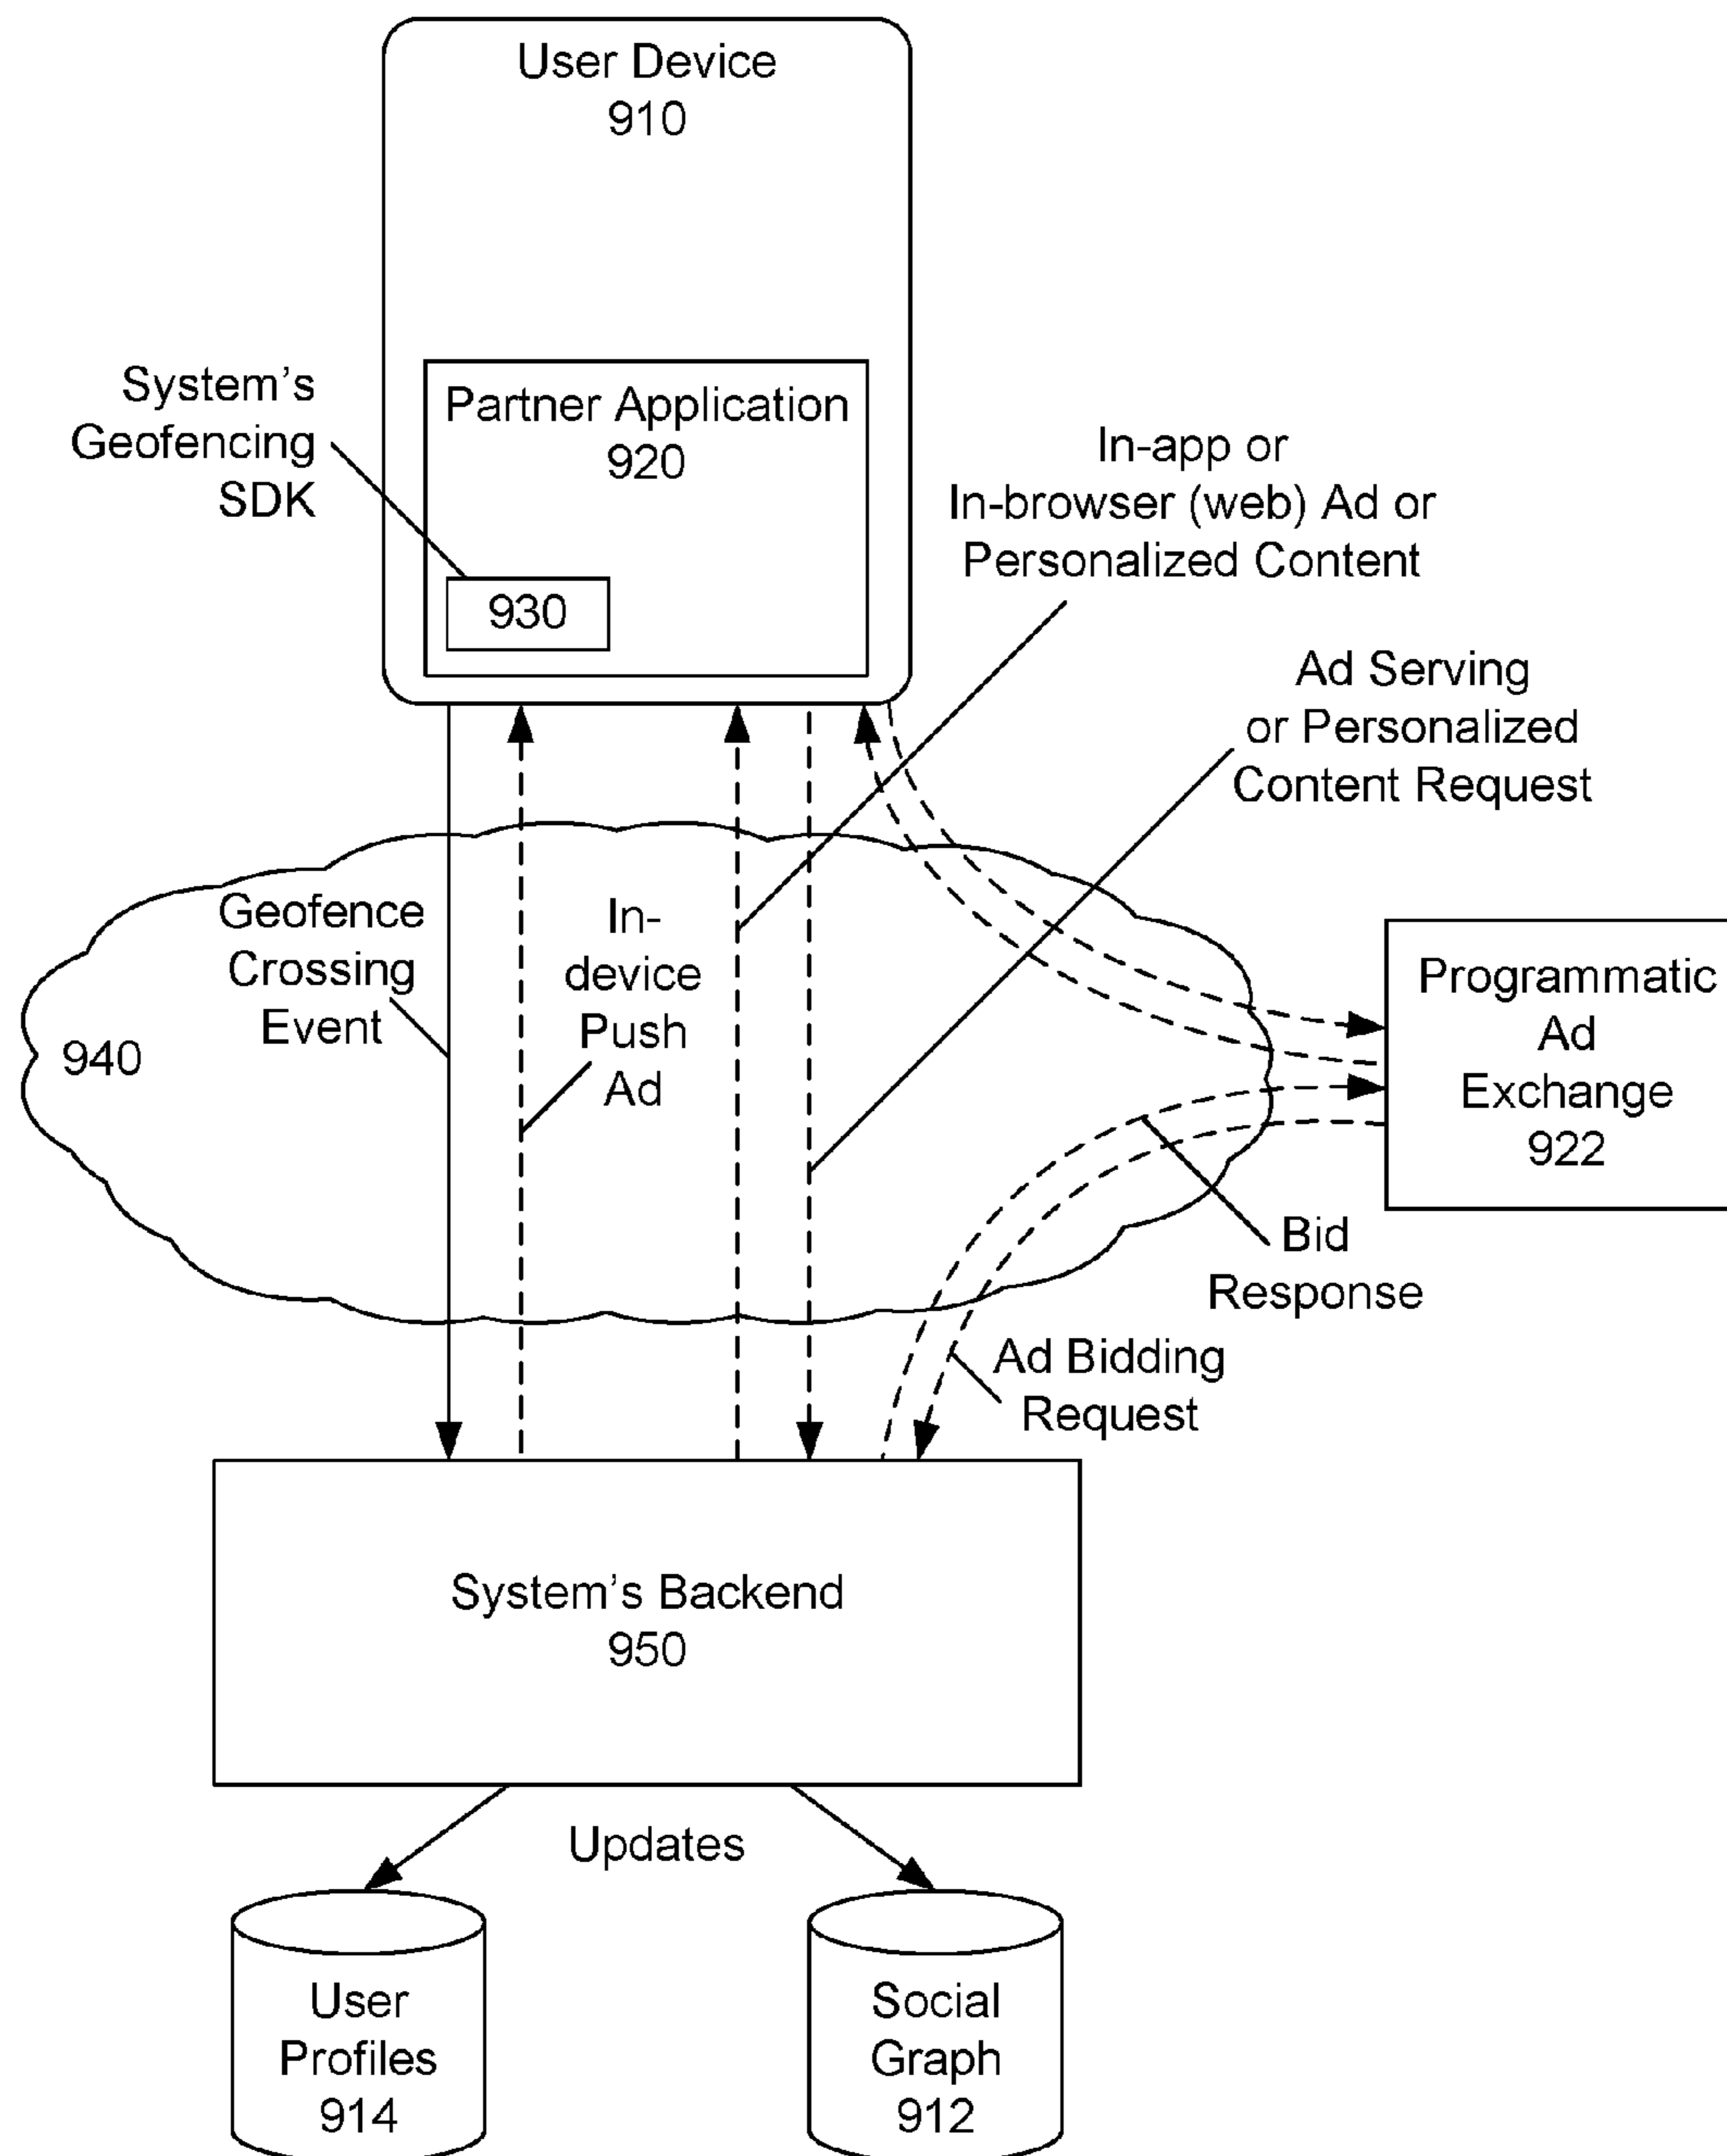 User Device
910
System's
Geofencing
SDK
Partner Application
920
930
In-app or
In-browser (web) Ad or
Personalized Content
Ad Serving
or Personalized
Content Request
Geofence
Crossing
Event
In-
device
Push
Ad
940
Programmatic
Ad
Exchange
922
Bid
Response
Ad Bidding
Request
System's Backend
950
Updates
User
Profiles
914
Social
Graph
912